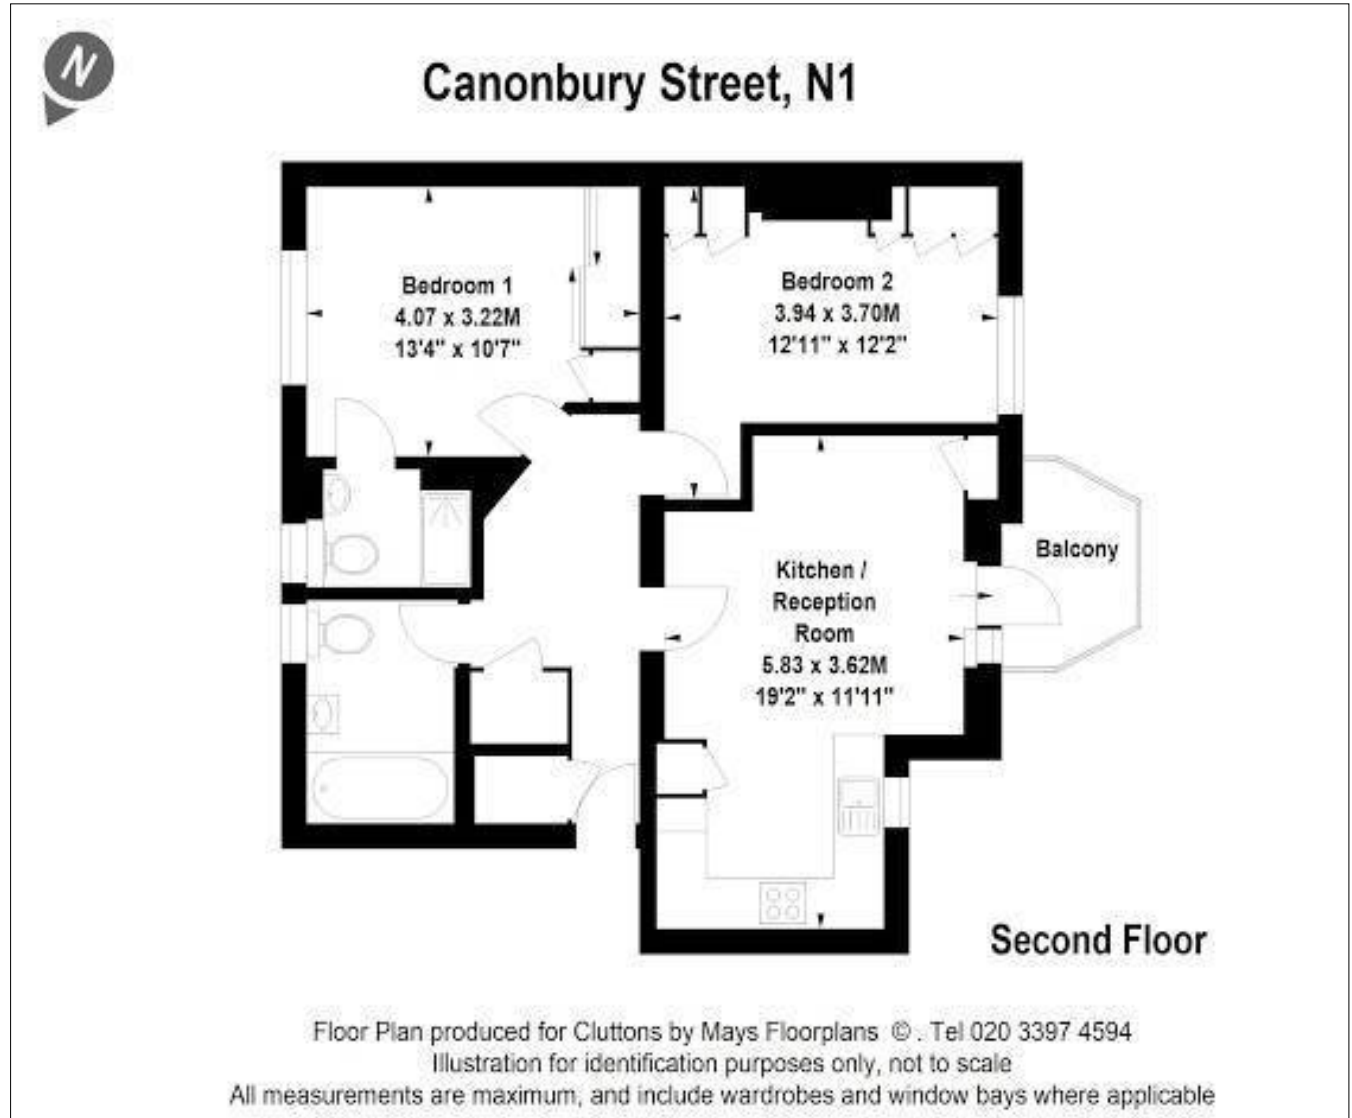 N
Canonbury Street, N1
Bedroom 1
4.07 x 3.22M
13'4" x 10'7"
Bedroom 2
3.94 x 3.70M
12'11" x 12'2"
Balcony
Kitchen /
Reception
Room
5.83 x 3.62M
19'2" x 11'11"
Second Floor
Floor Plan produced for Cluttons by Mays Floorplans © . Tel 020 3397 4594
Illustration for identification purposes only, not to scale
All measurements are maximum, and include wardrobes and window bays where applicable